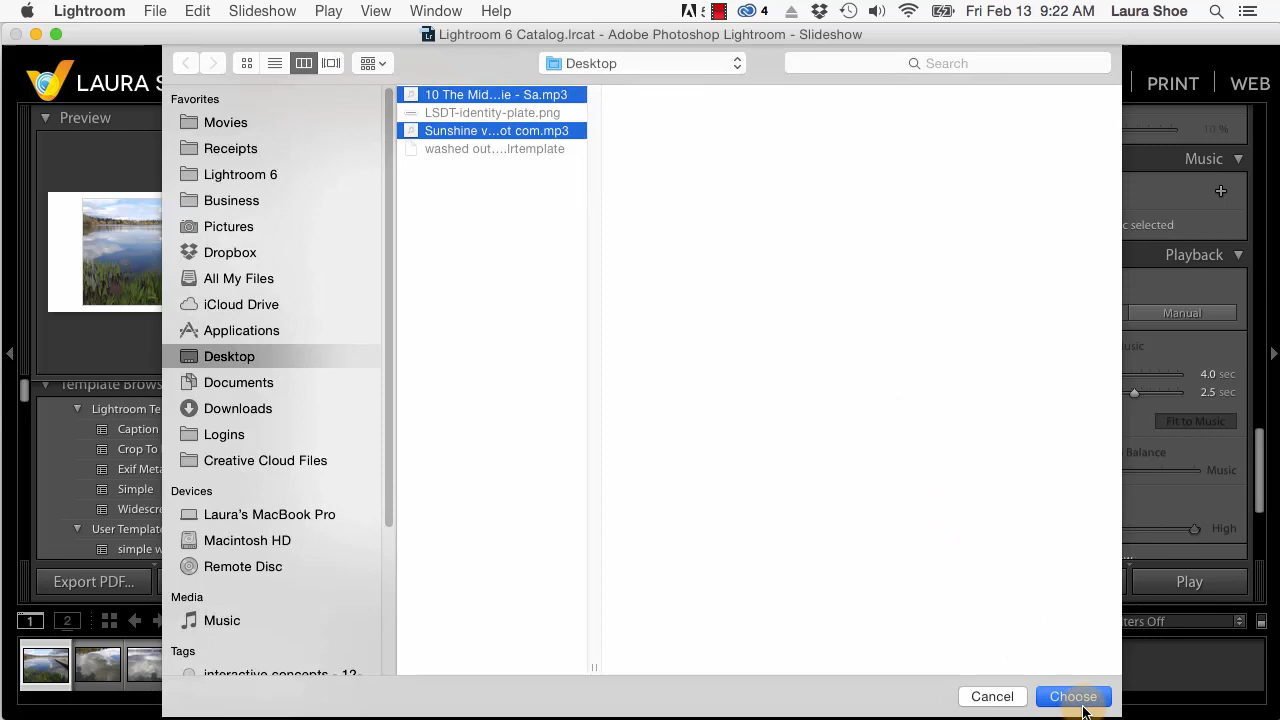 Lightroom File Edit Slideshow Play View Window Help 4 Fri Feb 13 9:22 AM Laura Shoe
Lightroom 6 Catalog.lrcat - Adobe Photoshop Lightroom - Slideshow
LAURA S
PRINT
WEB
Desktop
Search
Preview
Favorites
Movies
Receipts
Lightroom 6
Business
Pictures
Dropbox
All My Files
iCloud Drive
Applications
Desktop
Documents
Downloads
Logins
Creative Cloud Files
Devices
Laura's MacBook Pro
Macintosh HD
Remote Disc
Media
Music
Tags
interactive concepts - 12-
10 The Mid...ie - Sa.mp3
LSDT-identity-plate.png
Sunshine v...ot com.mp3
washed out....lrtemplate
10 %
Music
c selected
Playback
Manual
usic
4.0 sec
2.5 sec
Fit to Music
Balance
Music
High
Play
ters Off
Template Brows
Lightroom Te
Caption
Crop To
Exif Meta
Simple
Widescre
User Template
simple w
Export PDF...
1 2
Cancel
Choose